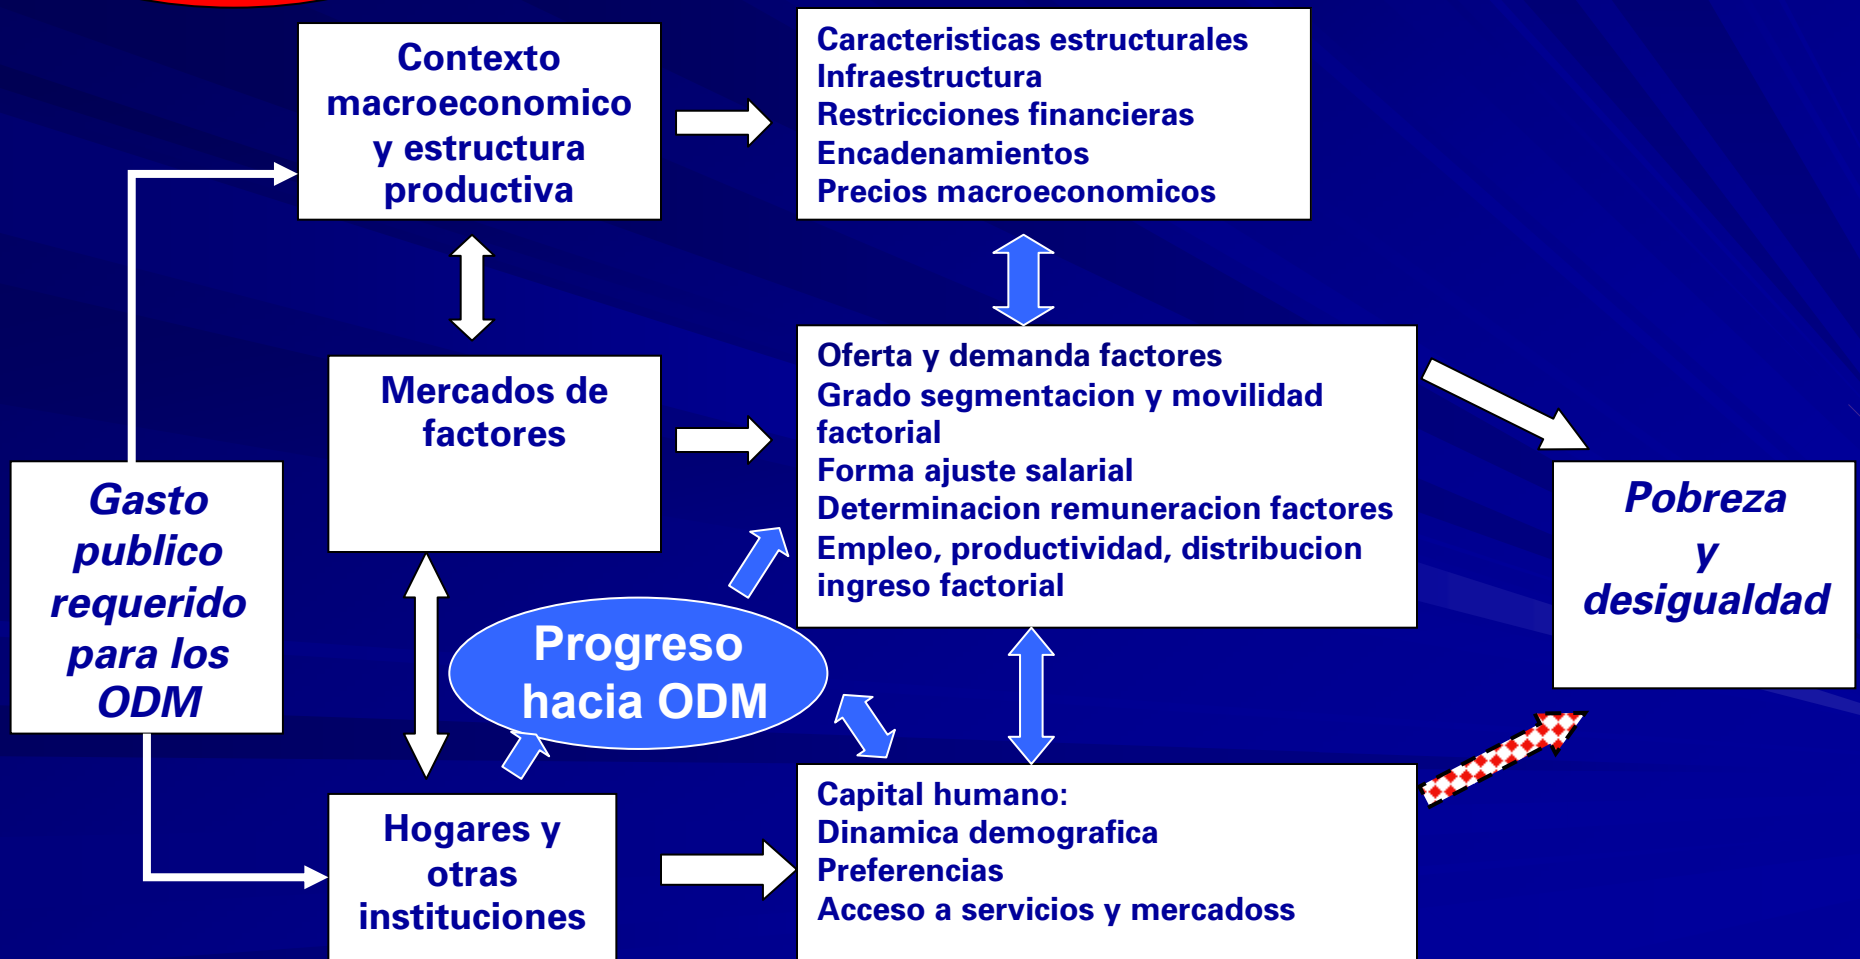 Contexto
macroeconomico
y estructura
productiva
Caracteristicas estructurales
Infraestructura
Restricciones financieras
Encadenamientos
Precios macroeconomicos
Mercados de
factores
Oferta y demanda factores
Grado segmentacion y movilidad
factorial
Forma ajuste salarial
Determinacion remuneracion factores
Empleo, productividad, distribucion
ingreso factorial
Gasto
publico
requerido
para los
ODM
Pobreza
y
desigualdad
Progreso
hacia ODM
Hogares y
otras
instituciones
Capital humano:
Dinamica demografica
Preferencias
Acceso a servicios y mercadoss